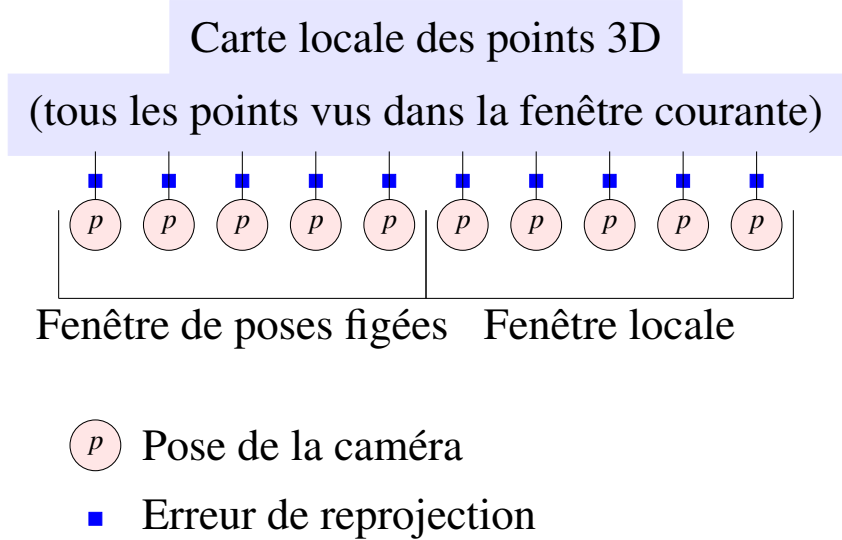 Carte locale des points 3D
(tous les points vus dans la fenêtre courante)
p p p p p p p p p p
Fenêtre de poses figées Fenêtre locale
p Pose de la caméra
Erreur de reprojection